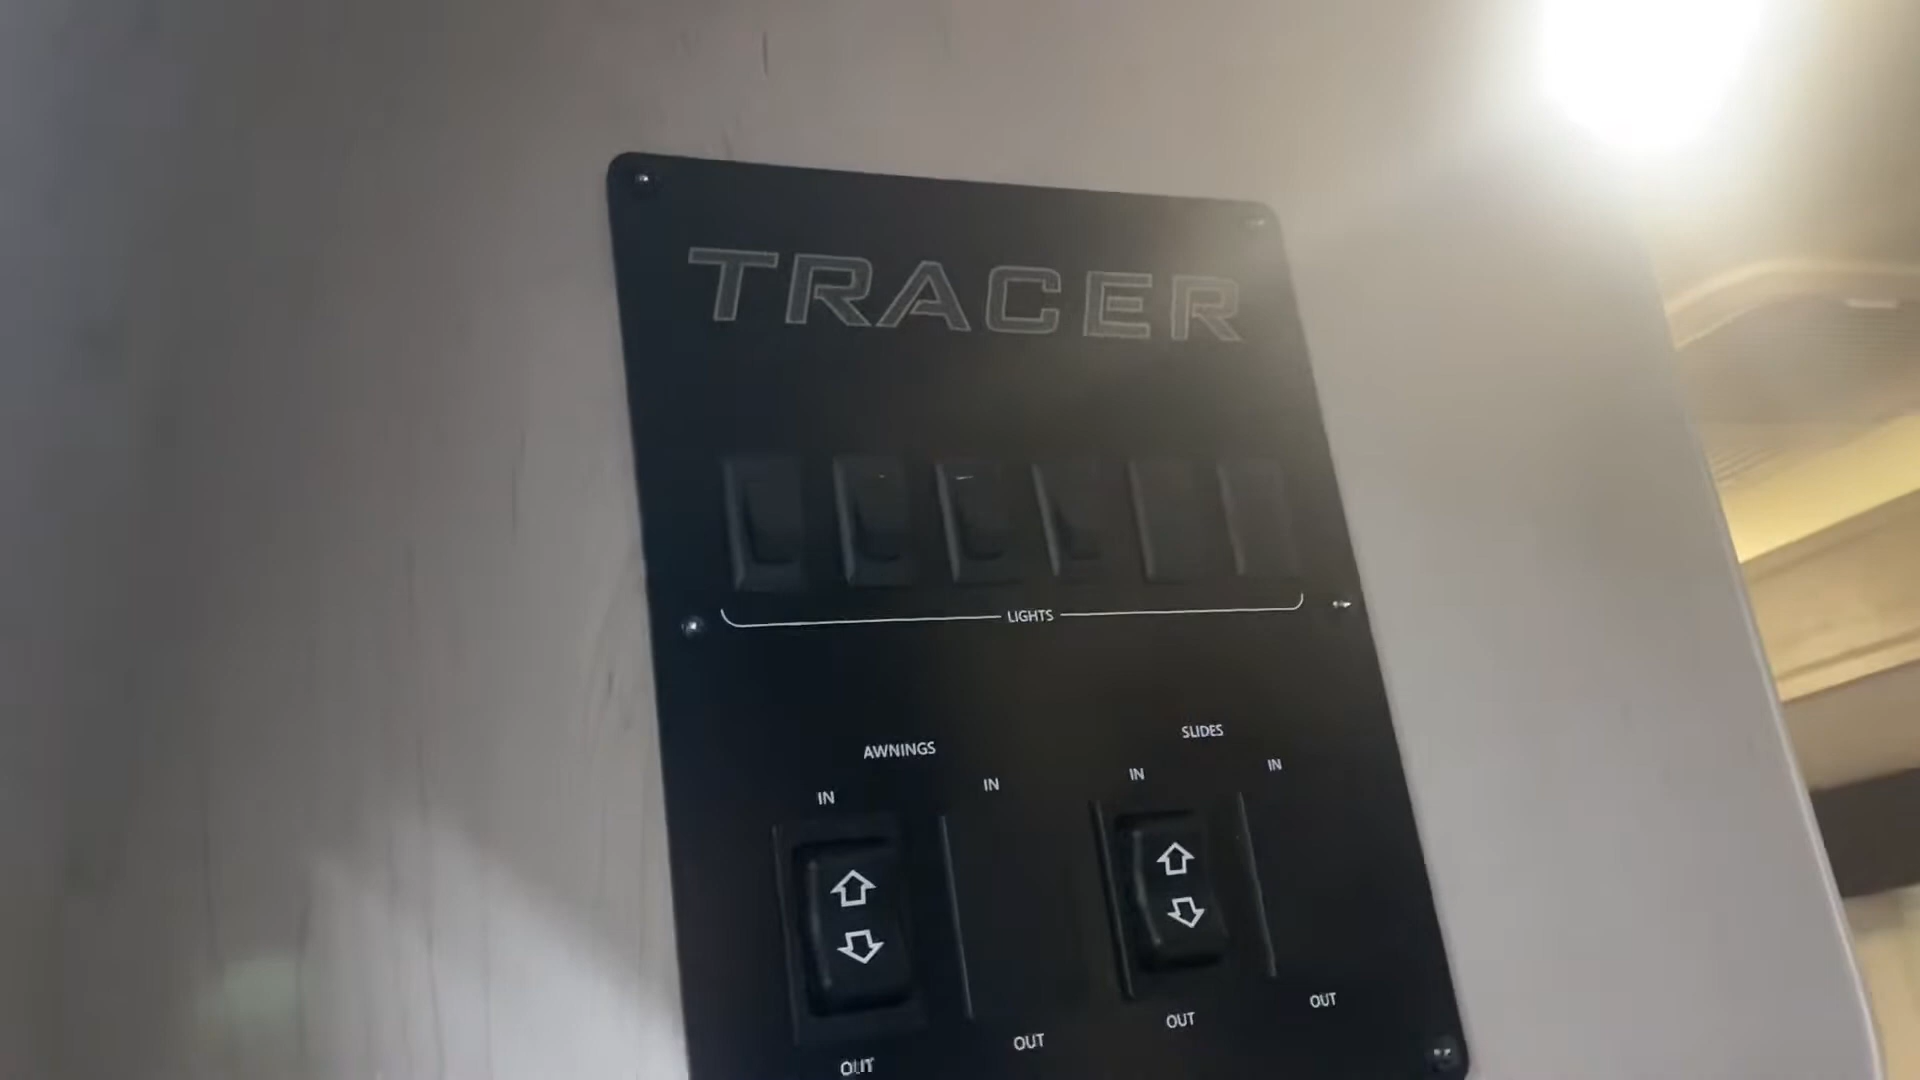 TRACER
LIGHTS
AWNINGS
SLIDES
IN
IN
IN
IN
OUT
OUT
OUT
OUT